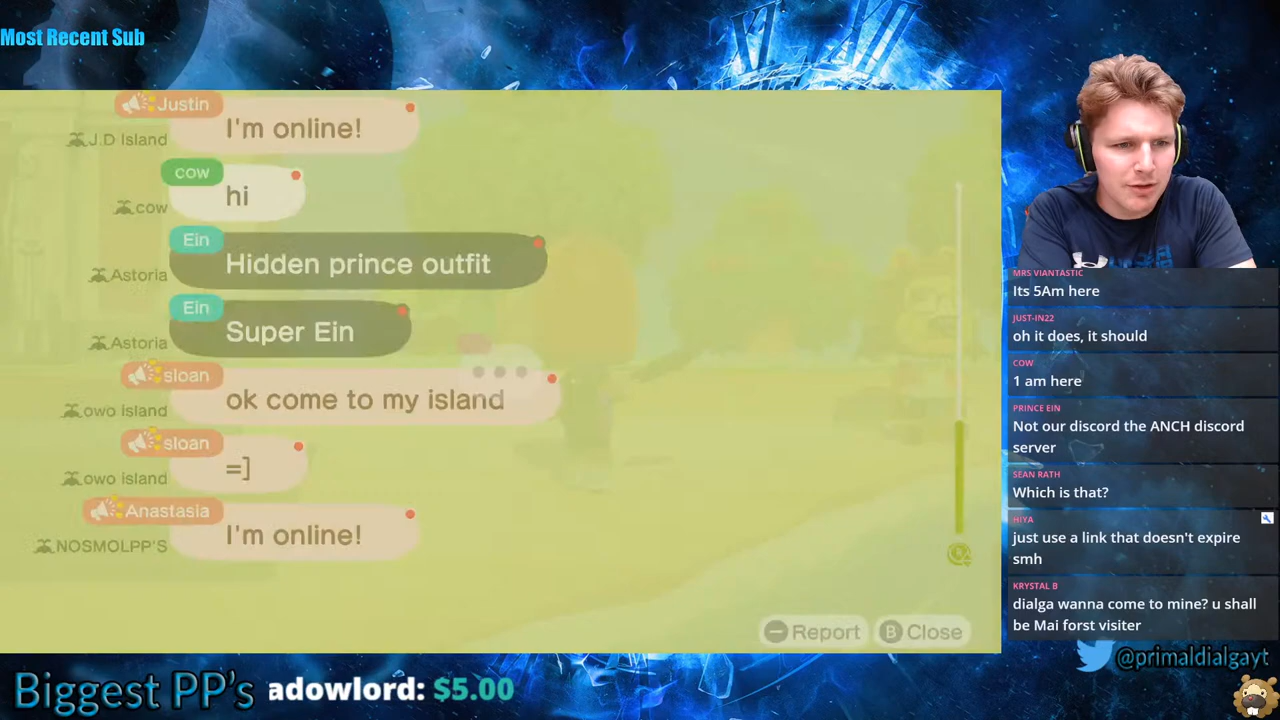 Most Recent Sub
Justin
I'm online!
J.D Island
cow
hi
cow
Ein
Hidden prince outfit
Astoria
Ein
Super Ein
Astoria
sloan
ok come to my island
owo island
sloan
=]
owo island
Anastasia
I'm online!
NOSMOLPP'S
Report
B Close
MRS VIANTASTIC
Its 5Am here
JUST-IN22
oh it does, it should
COW
1 am here
PRINCE EIN
Not our discord the ANCH discord
server
SEAN RATH
Which is that?
HIYA
just use a link that doesn't expire
smh
KRYSTAL B
dialga wanna come to mine? u shall
be Mai forst visiter
@primaldialgayt
Biggest PP's adowlord: $5.00